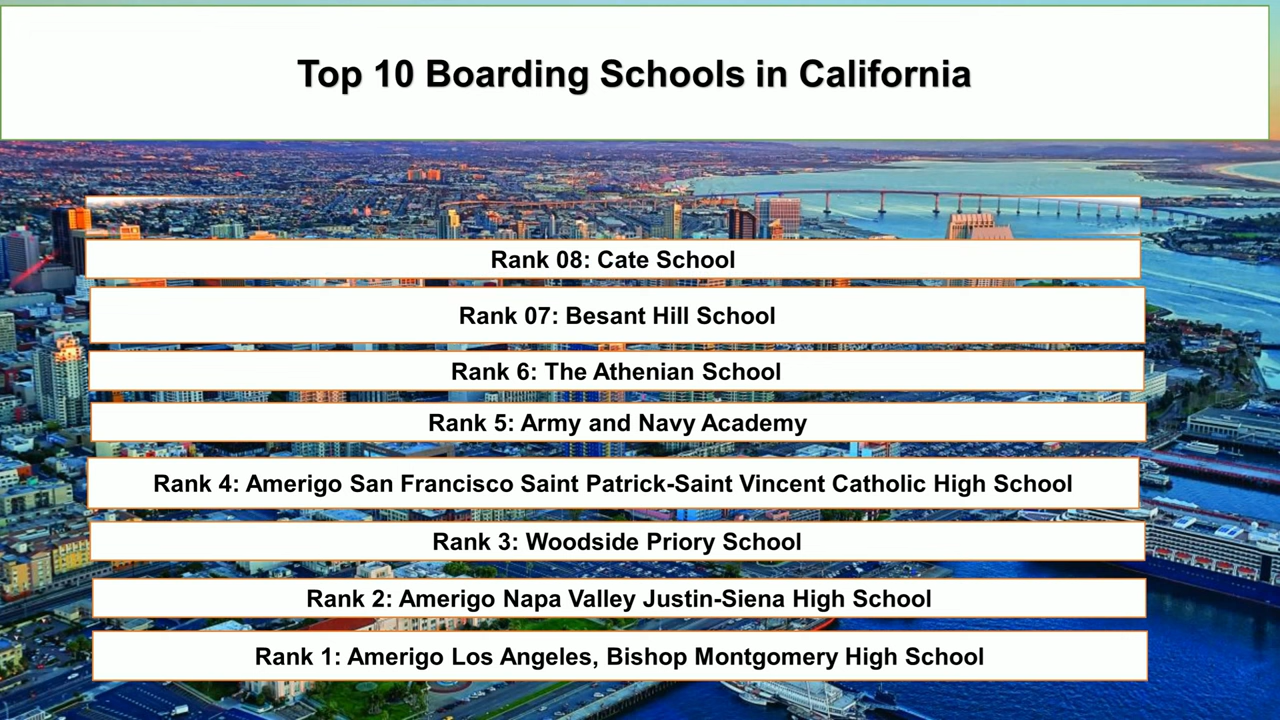 Top 10 Boarding Schools in California
Rank 08: Cate School
Rank 07: Besant Hill School
Rank 6: The Athenian School
Rank 5: Army and Navy Academy
Rank 4: Amerigo San Francisco Saint Patrick-Saint Vincent Catholic High School
Rank 3: Woodside Priory School
Rank 2: Amerigo Napa Valley Justin-Siena High School
Rank 1: Amerigo Los Angeles, Bishop Montgomery High School